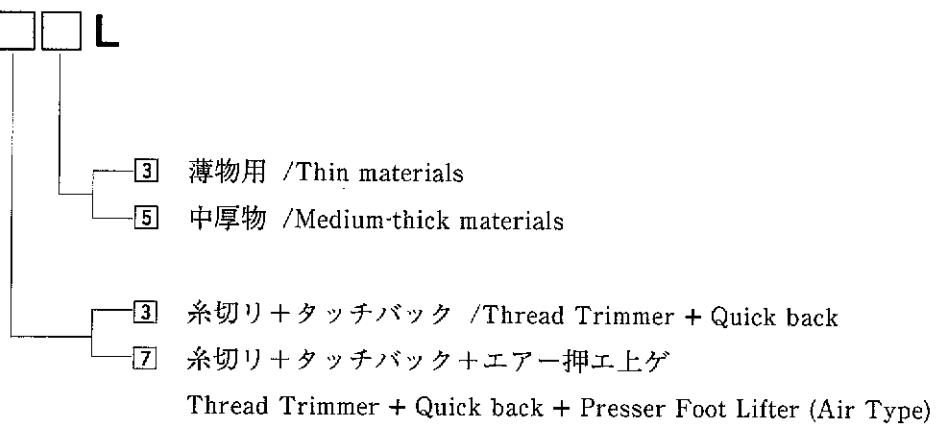 □□L
3 薄物用 /Thin materials
5 中厚物 /Medium-thick materials
3 糸切リ＋タッチバック /Thread Trimmer + Quick back
7 糸切リ＋タッチバック＋エアー押エ上ゲ
Thread Trimmer + Quick back + Presser Foot Lifter (Air Type)